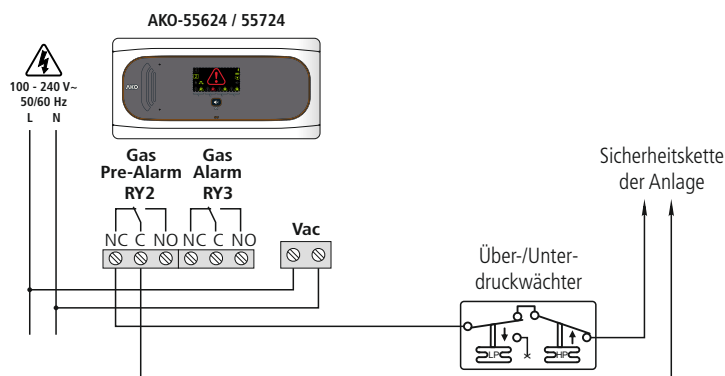 AKO-55624 / 55724
100 - 240 V~
50/60 Hz
L N
AKO
Gas
Pre-Alarm
RY2
Gas
Alarm
RY3
NC C NO NC C NO
Vac
Über-/Unter-
druckwächter
LP HP
Sicherheitskette
der Anlage